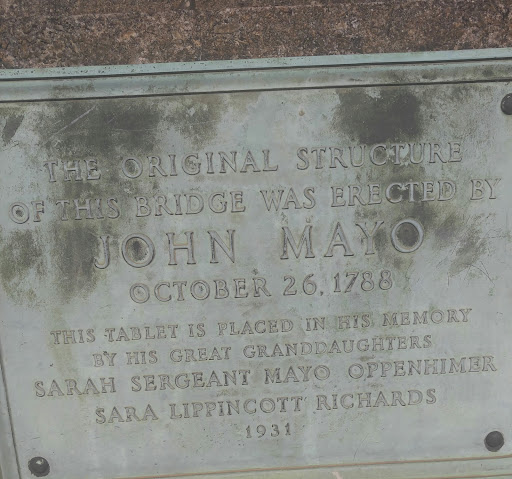 THE ORIGINAL STRUCTURE
OF THIS BRIDGE WAS ERECTED BY
JOHN MAYO
OCTOBER 26, 1788
THIS TABLET IS PLACED IN HIS MEMORY
BY HIS GREAT GRANDDAUGHTERS
SARAH SERGEANT MAYO OPPENHIMER
SARA LIPPINCOTT RICHARDS
1931